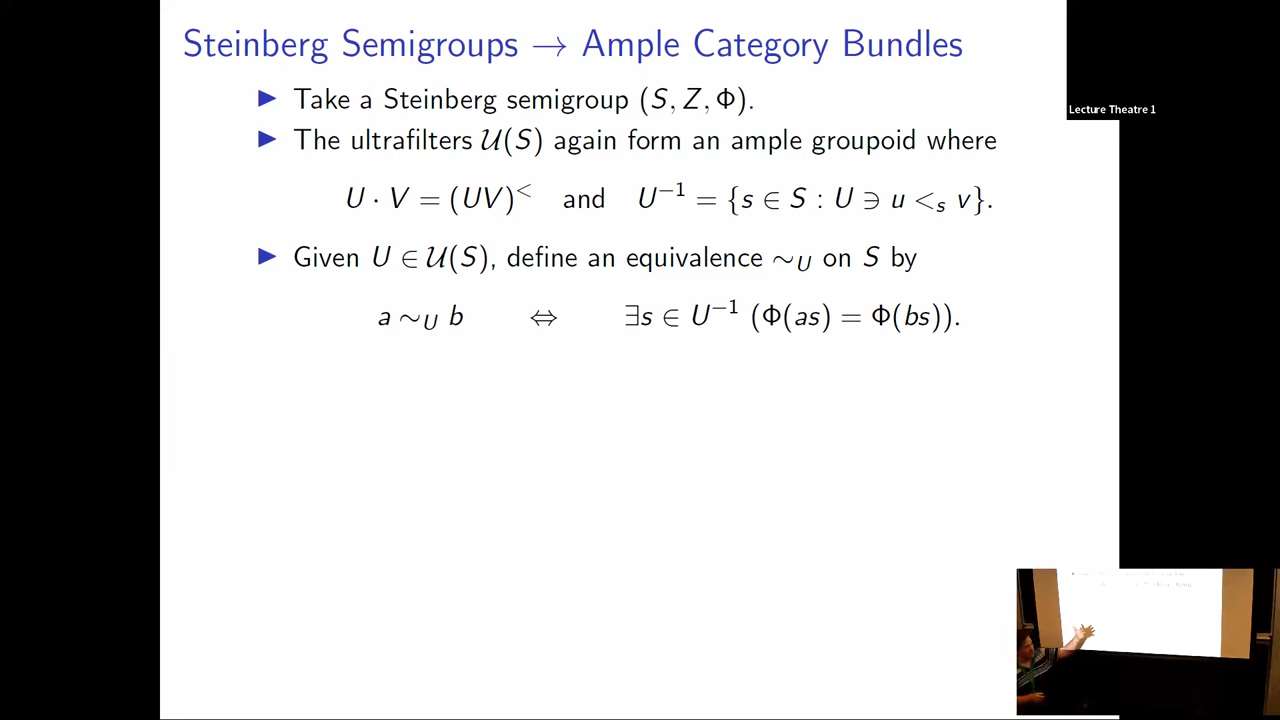 Steinberg Semigroups → Ample Category Bundles
▶ Take a Steinberg semigroup (S, Z, Φ).
Lecture Theatre 1
▶ The ultrafilters 𝒰(S) again form an ample groupoid where
U · V = (UV)^< and U⁻¹ = {s ∈ S : U ∋ u <_s v}.
▶ Given U ∈ 𝒰(S), define an equivalence ∼_U on S by
a ∼_U b ⇔ ∃s ∈ U⁻¹ (Φ(as) = Φ(bs)).